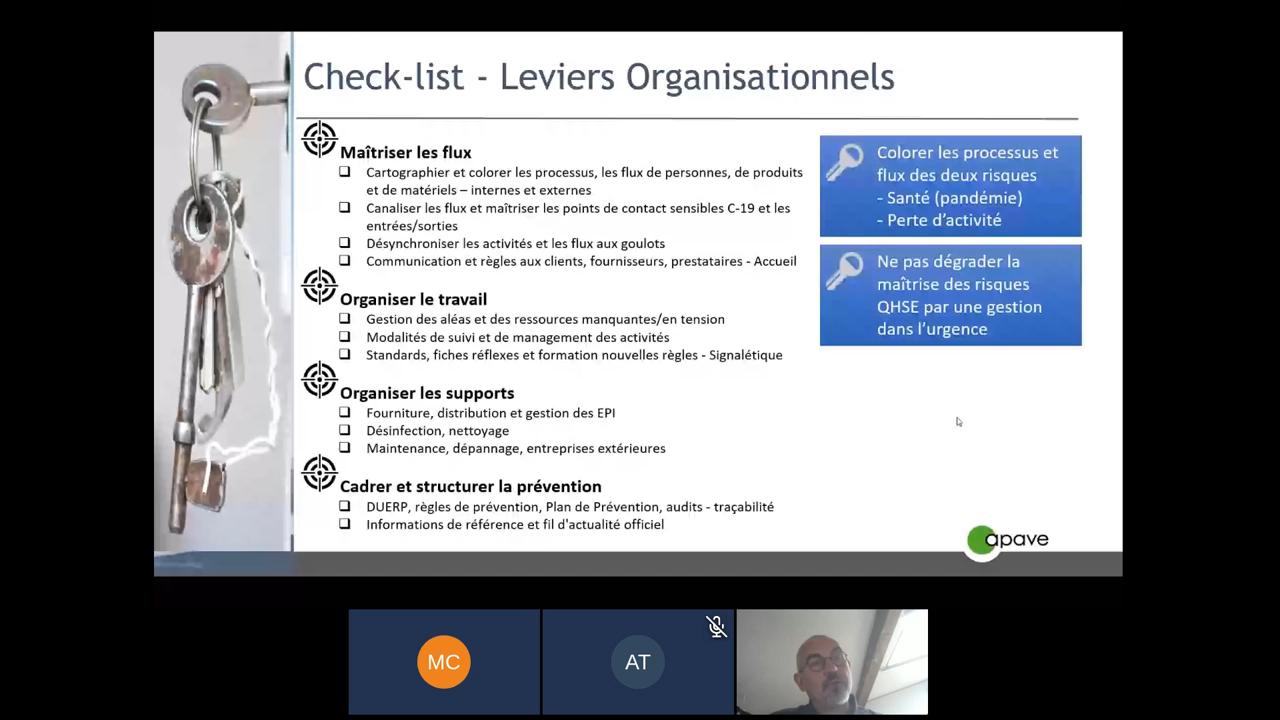 Check-list - Leviers Organisationnels
Maîtriser les flux
Cartographier et colorer les processus, les flux de personnes, de produits
et de matériels – internes et externes
Canaliser les flux et maîtriser les points de contact sensibles C-19 et les
entrées/sorties
Désynchroniser les activités et les flux aux goulots
Communication et règles aux clients, fournisseurs, prestataires - Accueil
Organiser le travail
Gestion des aléas et des ressources manquantes/en tension
Modalités de suivi et de management des activités
Standards, fiches réflexes et formation nouvelles règles - Signalétique
Organiser les supports
Fourniture, distribution et gestion des EPI
Désinfection, nettoyage
Maintenance, dépannage, entreprises extérieures
Cadrer et structurer la prévention
DUERP, règles de prévention, Plan de Prévention, audits - traçabilité
Informations de référence et fil d'actualité officiel
Colorer les processus et
flux des deux risques
- Santé (pandémie)
- Perte d'activité
Ne pas dégrader la
maîtrise des risques
QHSE par une gestion
dans l'urgence
apave
MC
AT